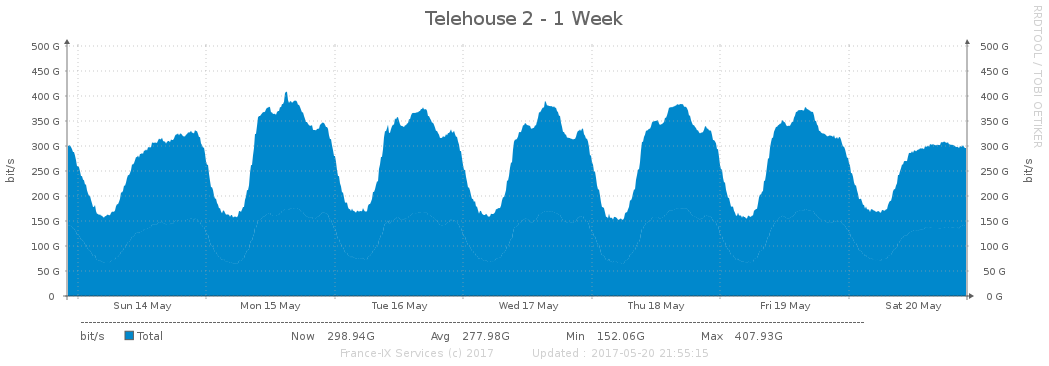 Telehouse 2 - 1 Week
RRDTOOL / TOBI OETIKER
500 G 500 G
450 G 450 G
400 G 400 G
350 G 350 G
300 G 300 G
250 G 250 G
200 G 200 G
150 G 150 G
100 G 100 G
50 G 50 G
0 0 G
bit/s bit/s
Sun 14 May Mon 15 May Tue 16 May Wed 17 May Thu 18 May Fri 19 May Sat 20 May
bit/s Total Now 298.94G Avg 277.98G Min 152.06G Max 407.93G
France-IX Services (c) 2017 Updated : 2017-05-20 21:55:15